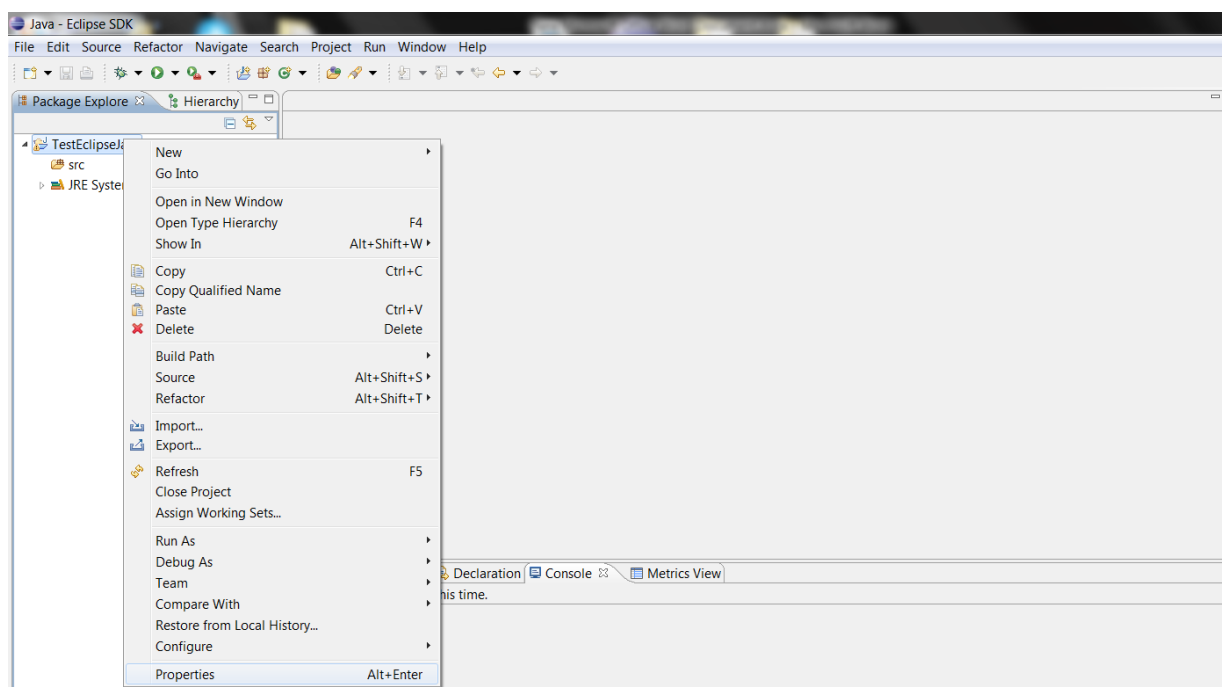 Java - Eclipse SDK
File Edit Source Refactor Navigate Search Project Run Window Help
Package Explore Hierarchy
TestEclipseJ
src
JRE Syste
New
Go Into
Open in New Window
Open Type Hierarchy F4
Show In Alt+Shift+W
Copy Ctrl+C
Copy Qualified Name
Paste Ctrl+V
Delete Delete
Build Path
Source Alt+Shift+S
Refactor Alt+Shift+T
Import...
Export...
Refresh F5
Close Project
Assign Working Sets...
Run As
Debug As
Team
Compare With
Restore from Local History...
Configure
Properties Alt+Enter
Declaration Console Metrics View
his time.